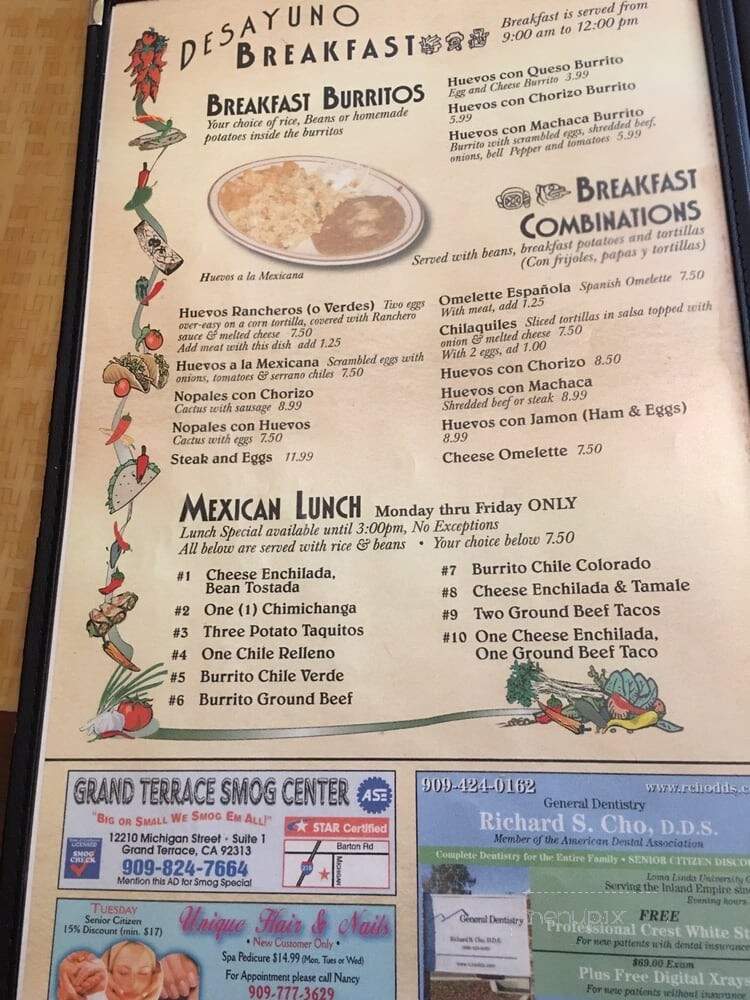 DESAYUNO
BREAKFAST
Breakfast is served from
9:00 am to 12:00 pm
BREAKFAST BURRITOS
Your choice of rice, Beans or homemade
potatoes inside the burritos
Huevos con Queso Burrito
Egg and Cheese Burrito 3.99
Huevos con Chorizo Burrito
5.99
Huevos con Machaca Burrito
Burrito with scrambled eggs, shredded beef,
onions, bell Pepper and tomatoes 5.99
Huevos a la Mexicana
BREAKFAST
COMBINATIONS
Served with beans, breakfast potatoes and tortillas
(Con frijoles, papas y tortillas)
Huevos Rancheros (o Verdes) Two eggs
over-easy on a corn tortilla, covered with Ranchero
sauce & melted cheese 7.50
Add meat with this dish add 1.25
Huevos a la Mexicana Scrambled eggs with
onions, tomatoes & serrano chiles 7.50
Nopales con Chorizo
Cactus with sausage 8.99
Nopales con Huevos
Cactus with eggs 7.50
Steak and Eggs 11.99
Omelette Española Spanish Omelette 7.50
With meat, add 1.25
Chilaquiles Sliced tortillas in salsa topped with
onion & melted cheese 7.50
With 2 eggs, ad 1.00
Huevos con Chorizo 8.50
Huevos con Machaca
Shredded beef or steak 8.99
Huevos con Jamon (Ham & Eggs)
8.99
Cheese Omelette 7.50
MEXICAN LUNCH Monday thru Friday ONLY
Lunch Special available until 3:00pm, No Exceptions
All below are served with rice & beans • Your choice below 7.50
#1 Cheese Enchilada,
Bean Tostada
#2 One (1) Chimichanga
#3 Three Potato Taquitos
#4 One Chile Relleno
#5 Burrito Chile Verde
#6 Burrito Ground Beef
#7 Burrito Chile Colorado
#8 Cheese Enchilada & Tamale
#9 Two Ground Beef Tacos
#10 One Cheese Enchilada,
One Ground Beef Taco
GRAND TERRACE SMOG CENTER
ASE
"BIG OR SMALL WE SMOG EM ALL!"
SMOG
CHECK
12210 Michigan Street • Suite 1
Grand Terrace, CA 92313
909-824-7664
Mention this AD for Smog Special
STAR Certified
Barton Rd
MICHIGAN
TUESDAY
Senior Citizen
15% Discount (min. $17)
Unique Hair & Nails
• New Customer Only •
Spa Pedicure $14.99 (Mon, Tues or Wed)
For Appointment please call Nancy
909-777-3629
909-424-0162
www.rchodds.c
General Dentistry
Richard S. Cho, D.D.S.
Member of the American Dental Association
Complete Dentistry for the Entire Family • SENIOR CITIZEN DISCOU
Loma Linda University
Serving the Inland Empire sin
Evening hours
FREE
Professional Crest White St
For new patients with dental insurance
$69.00 Exam
Plus Free Digital Xray
For new patients without insurance
General Dentistry
Richard S. Cho, D.D.S.
menupix